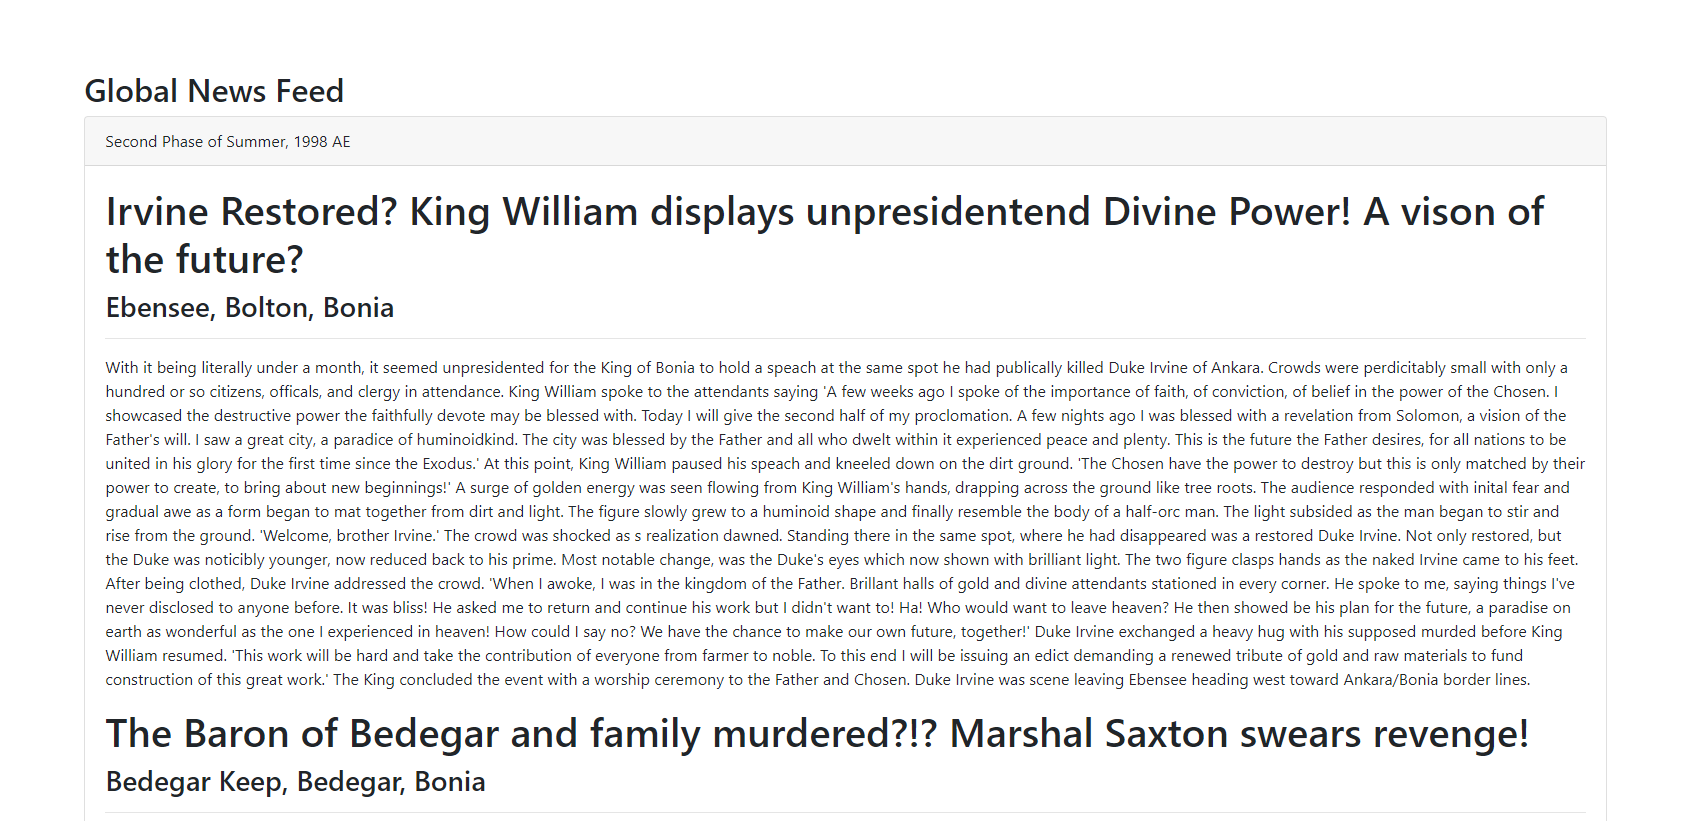 Global News Feed
Second Phase of Summer, 1998 AE
Irvine Restored? King William displays unpresidentend Divine Power! A vison of
the future?
Ebensee, Bolton, Bonia
With it being literally under a month, it seemed unpresidented for the King of Bonia to hold a speach at the same spot he had publically killed Duke Irvine of Ankara. Crowds were perdicitably small with only a
hundred or so citizens, officals, and clergy in attendance. King William spoke to the attendants saying 'A few weeks ago I spoke of the importance of faith, of conviction, of belief in the power of the Chosen. I
showcased the destructive power the faithfully devote may be blessed with. Today I will give the second half of my proclomation. A few nights ago I was blessed with a revelation from Solomon, a vision of the
Father's will. I saw a great city, a paradice of huminoidkind. The city was blessed by the Father and all who dwelt within it experienced peace and plenty. This is the future the Father desires, for all nations to be
united in his glory for the first time since the Exodus.' At this point, King William paused his speach and kneeled down on the dirt ground. 'The Chosen have the power to destroy but this is only matched by their
power to create, to bring about new beginnings!' A surge of golden energy was seen flowing from King William's hands, drapping across the ground like tree roots. The audience responded with inital fear and
gradual awe as a form began to mat together from dirt and light. The figure slowly grew to a huminoid shape and finally resemble the body of a half-orc man. The light subsided as the man began to stir and
rise from the ground. 'Welcome, brother Irvine.' The crowd was shocked as s realization dawned. Standing there in the same spot, where he had disappeared was a restored Duke Irvine. Not only restored, but
the Duke was noticibly younger, now reduced back to his prime. Most notable change, was the Duke's eyes which now shown with brilliant light. The two figure clasps hands as the naked Irvine came to his feet.
After being clothed, Duke Irvine addressed the crowd. 'When I awoke, I was in the kingdom of the Father. Brillant halls of gold and divine attendants stationed in every corner. He spoke to me, saying things I've
never disclosed to anyone before. It was bliss! He asked me to return and continue his work but I didn't want to! Ha! Who would want to leave heaven? He then showed be his plan for the future, a paradise on
earth as wonderful as the one I experienced in heaven! How could I say no? We have the chance to make our own future, together!' Duke Irvine exchanged a heavy hug with his supposed murded before King
William resumed. 'This work will be hard and take the contribution of everyone from farmer to noble. To this end I will be issuing an edict demanding a renewed tribute of gold and raw materials to fund
construction of this great work.' The King concluded the event with a worship ceremony to the Father and Chosen. Duke Irvine was scene leaving Ebensee heading west toward Ankara/Bonia border lines.
The Baron of Bedegar and family murdered?!? Marshal Saxton swears revenge!
Bedegar Keep, Bedegar, Bonia